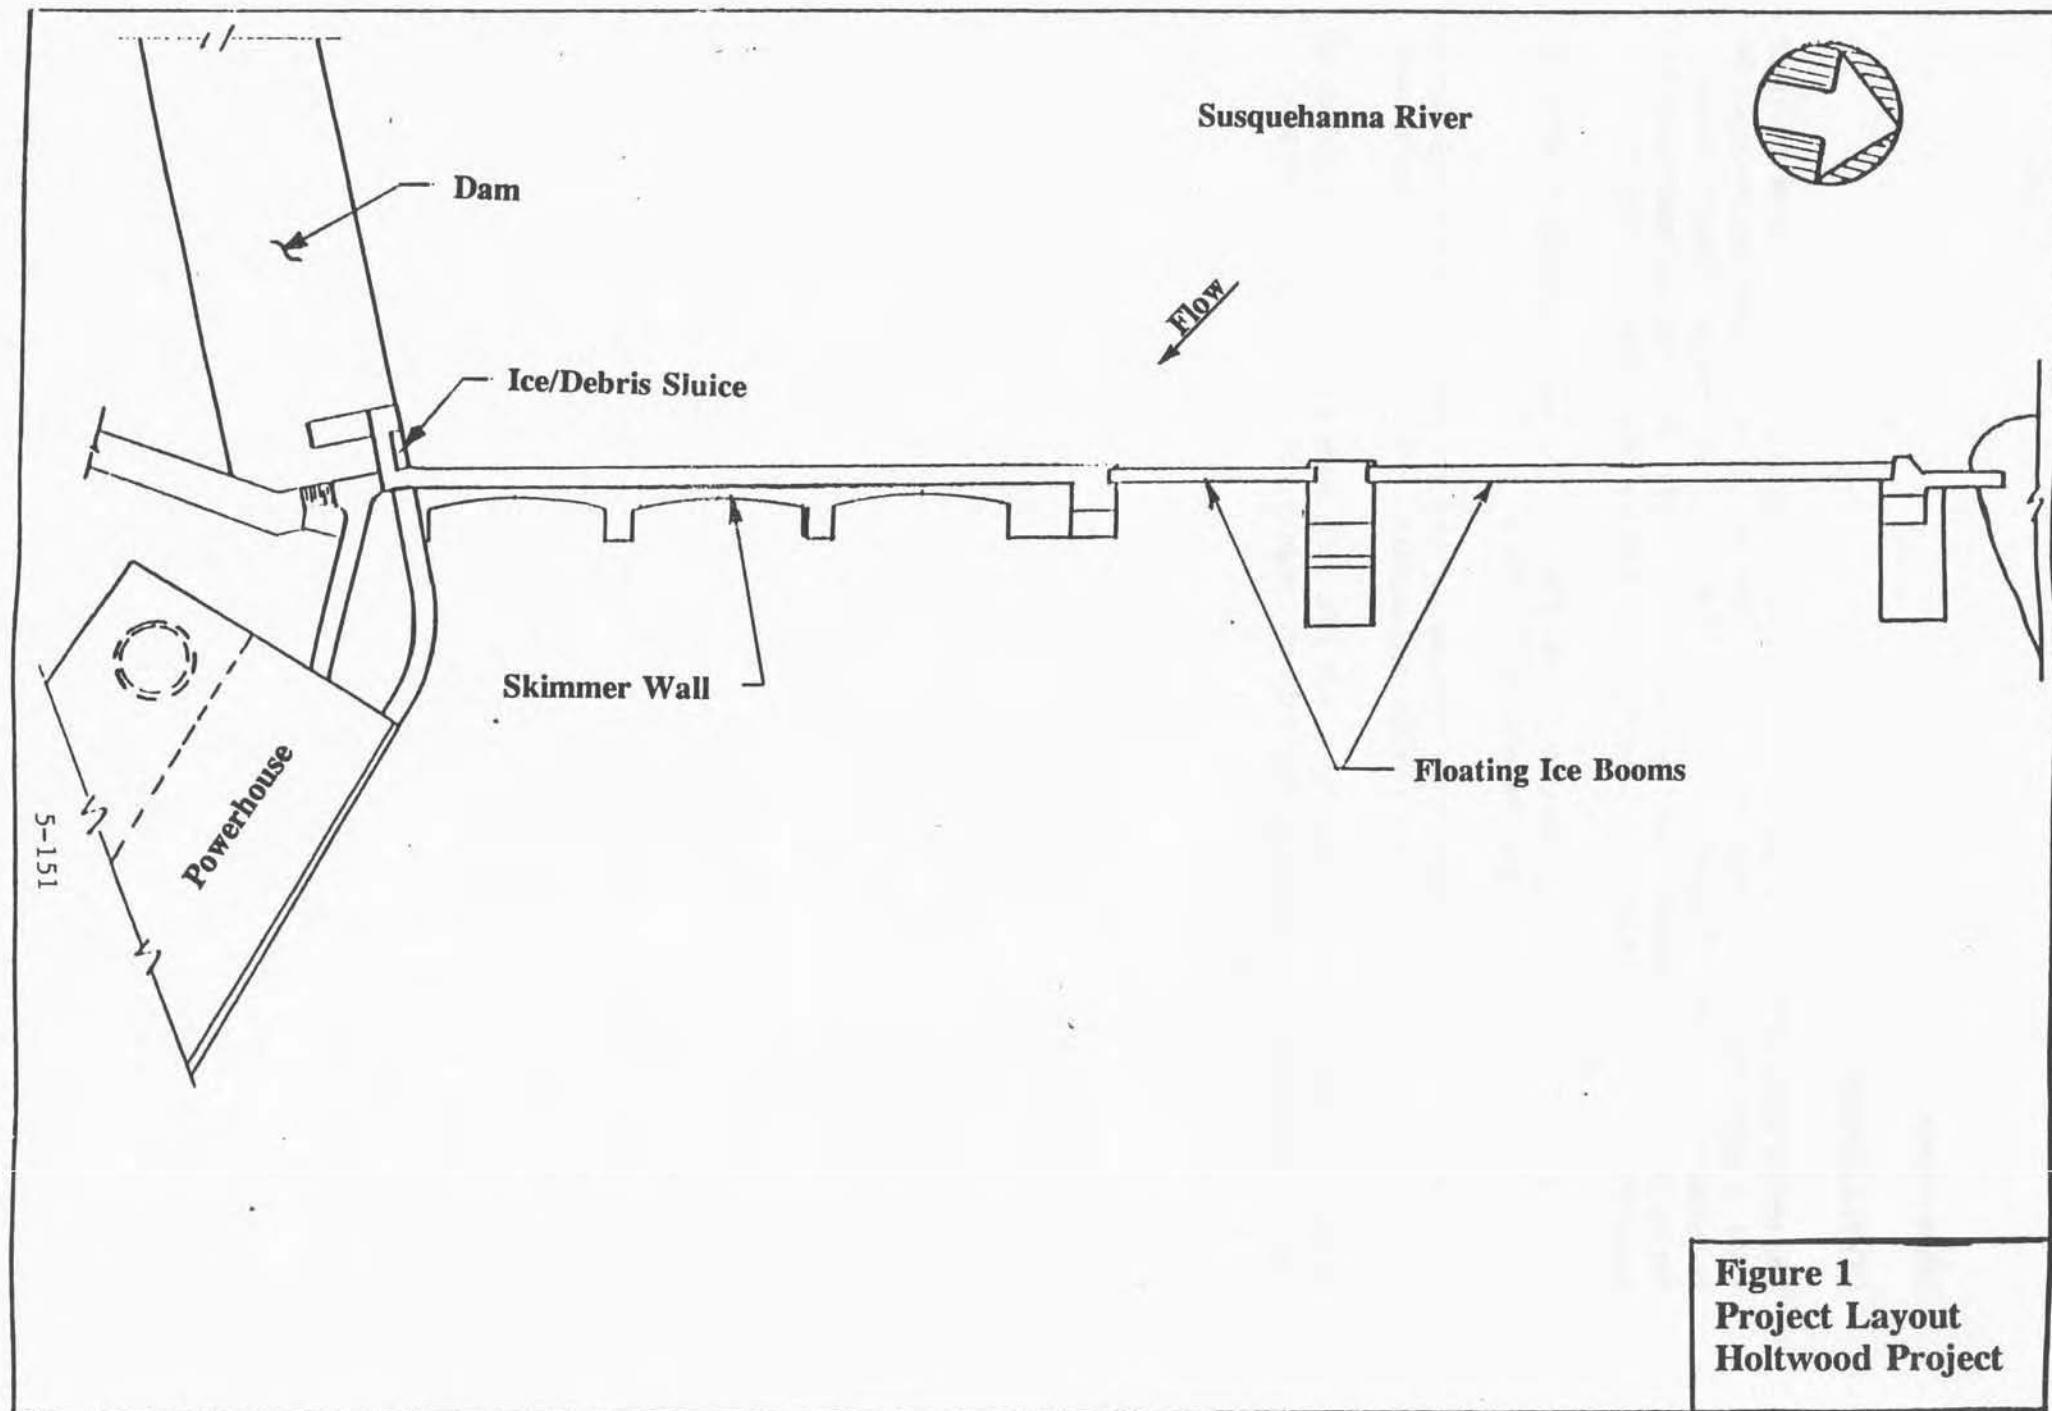 Susquehanna River
Dam
Flow
Ice/Debris Sluice
Skimmer Wall
Floating Ice Booms
Powerhouse
5-151
Figure 1
Project Layout
Holtwood Project